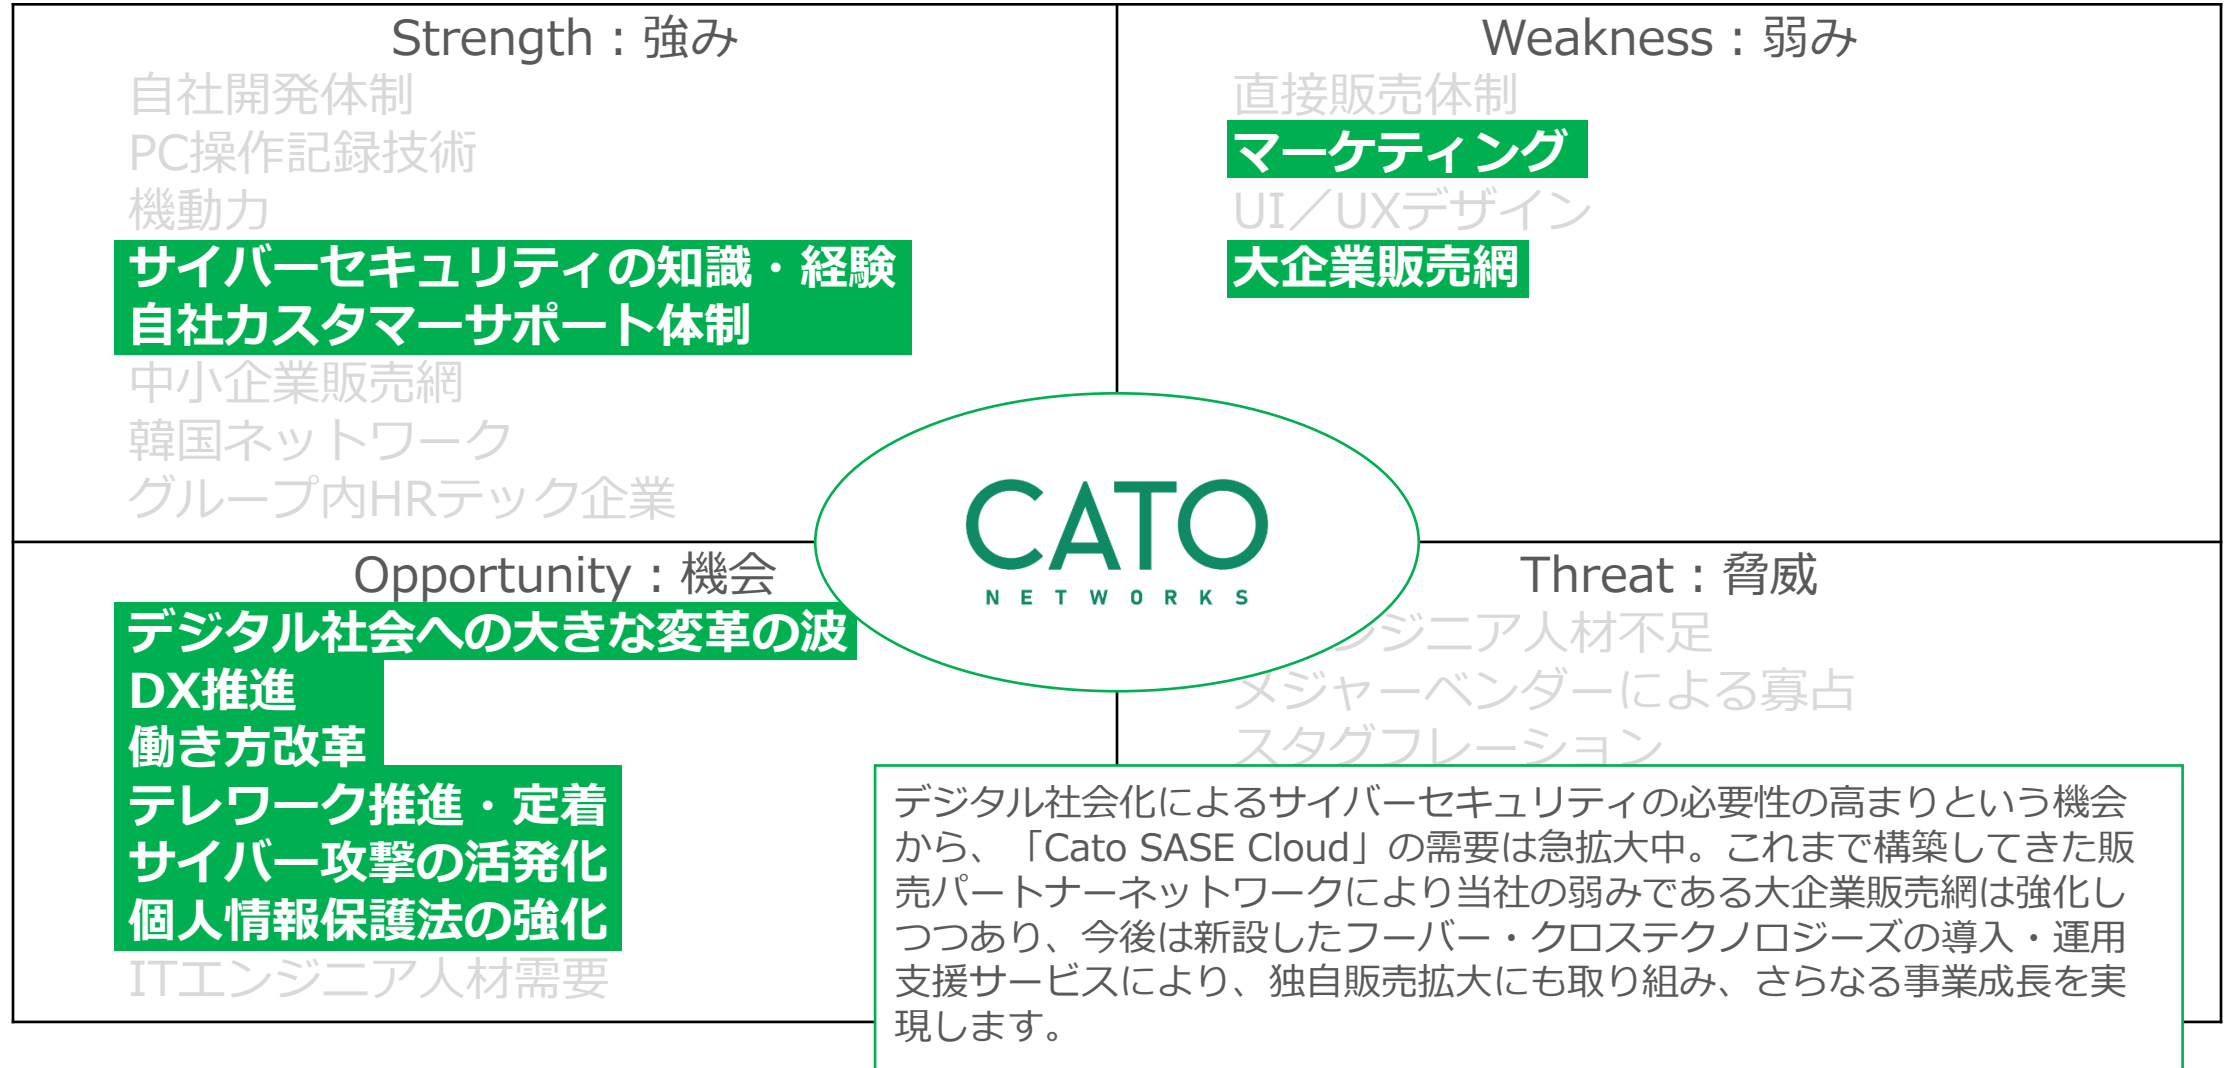 Strength：強み
自社開発体制
PC操作記録技術
機動力
サイバーセキュリティの知識・経験
自社カスタマーサポート体制
中小企業販売網
韓国ネットワーク
グループ内HRテック企業
Weakness：弱み
直接販売体制
マーケティング
UI／UXデザイン
大企業販売網
CATO
NETWORKS
Opportunity：機会
デジタル社会への大きな変革の波
DX推進
働き方改革
テレワーク推進・定着
サイバー攻撃の活発化
個人情報保護法の強化
ITエンジニア人材需要
Threat：脅威
ンジニア人材不足
メジャーベンダーによる寡占
スタグフレーション
デジタル社会化によるサイバーセキュリティの必要性の高まりという機会
から、「Cato SASE Cloud」の需要は急拡大中。これまで構築してきた販
売パートナーネットワークにより当社の弱みである大企業販売網は強化し
つつあり、今後は新設したフーバー・クロステクノロジーズの導入・運用
支援サービスにより、独自販売拡大にも取り組み、さらなる事業成長を実
現します。